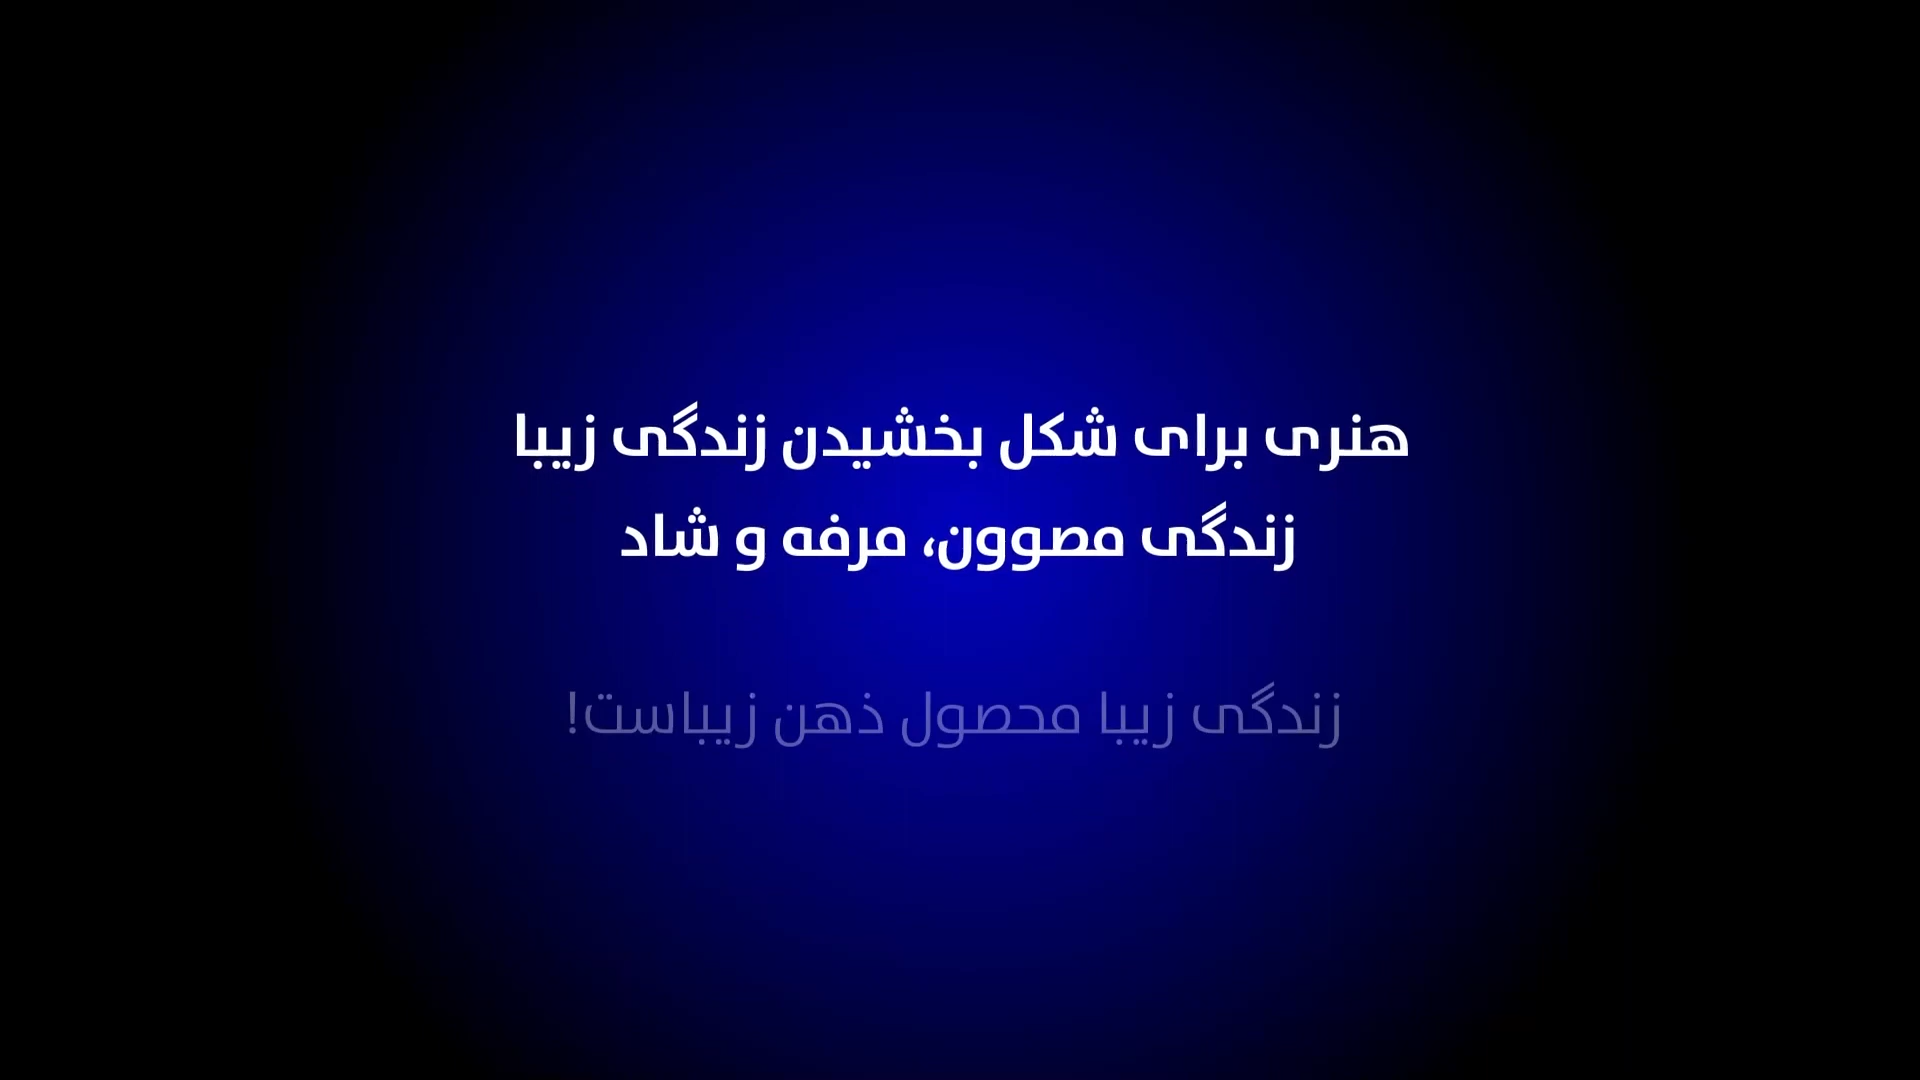 هنری برای شکل بخشیدن زندگی زیبا
زندگی مصوون، مرفه و شاد
زندگی زیبا محصول ذهن زیباست!